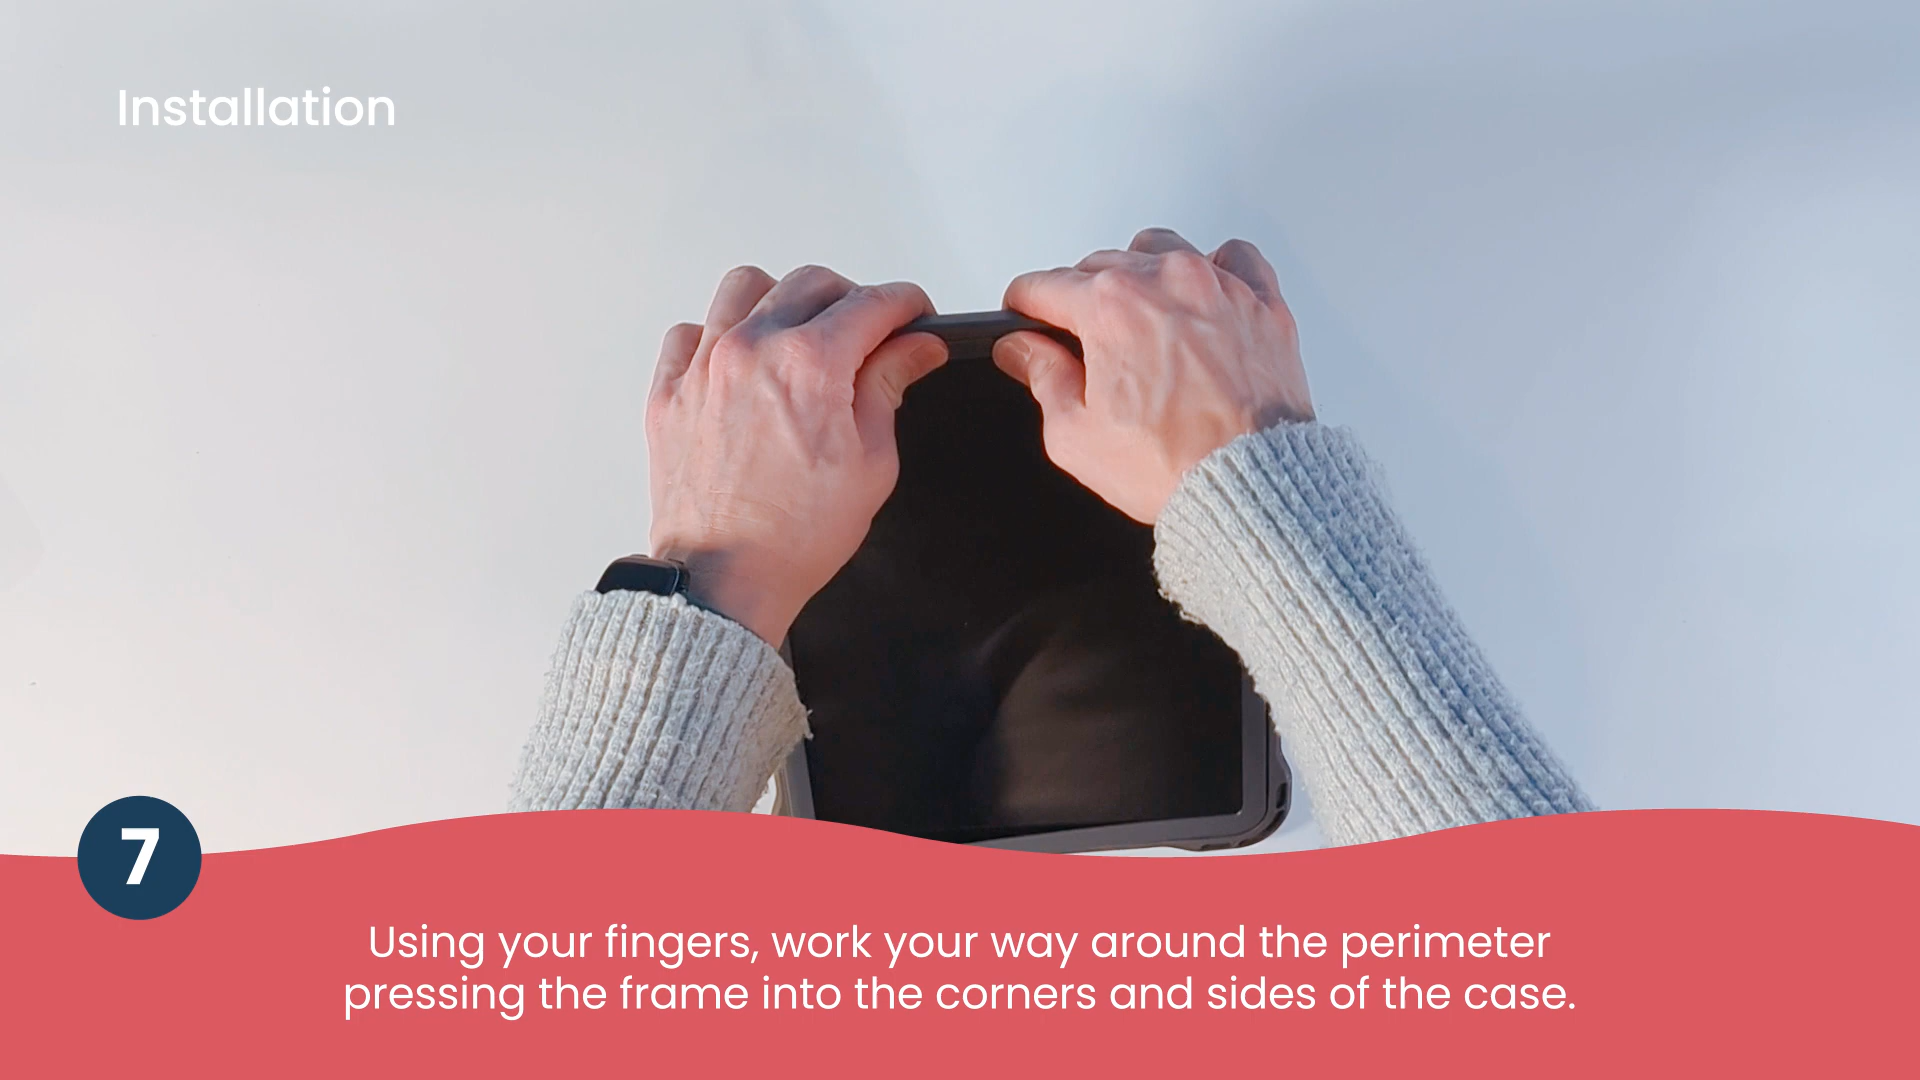 Installation
7
Using your fingers, work your way around the perimeter
pressing the frame into the corners and sides of the case.